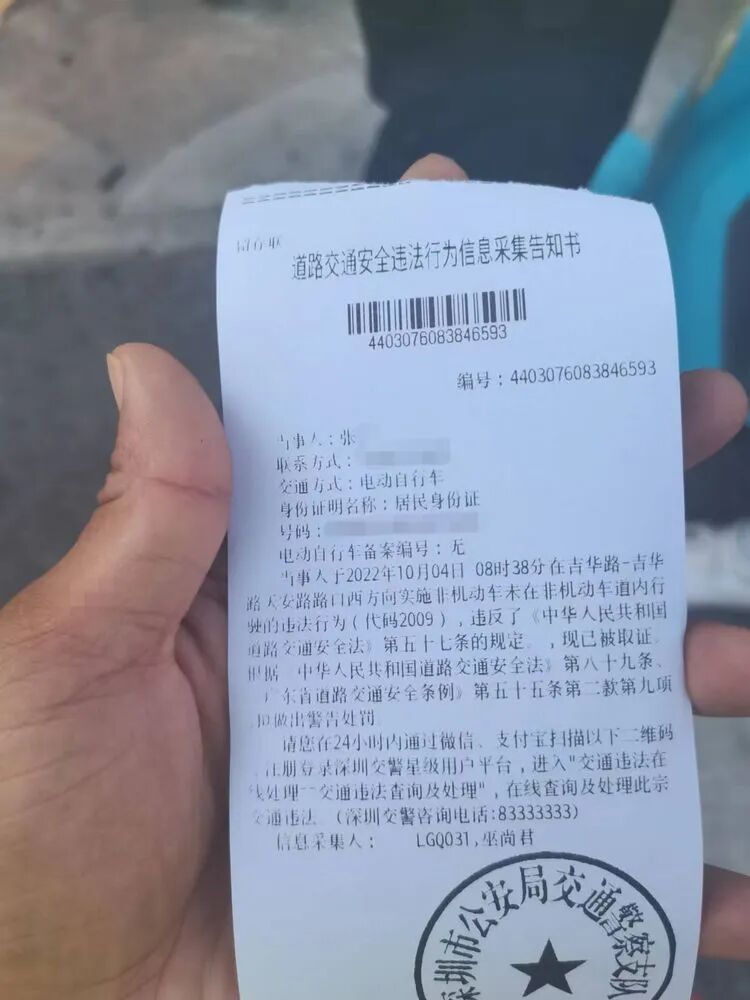 留存联
道路交通安全违法行为信息采集告知书
4403076083846593
编号:4403076083846593
当事人:张
联系方式:
交通方式:电动自行车
身份证明名称:居民身份证
号码:
电动自行车备案编号:无
当事人于2022年10月04日 08时38分在吉华路-吉华
路天安路路口西方向实施非机动车未在非机动车道内行
驶的违法行为(代码2009),违反了《中华人民共和国
道路交通安全法》第五十七条的规定。,现已被取证。
根据《中华人民共和国道路交通安全法》第八十九条、
《广东省道路交通安全条例》第五十五条第二款第九项
拟做出警告处罚。
请您在24小时内通过微信、支付宝扫描以下二维码
,注册登录深圳交警星级用户平台,进入"交通违法在
线处理--交通违法查询及处理",在线查询及处理此宗
交通违法。(深圳交警咨询电话:83333333)
信息采集人: LGQ031,巫尚君
深圳市公安局交通警察支队